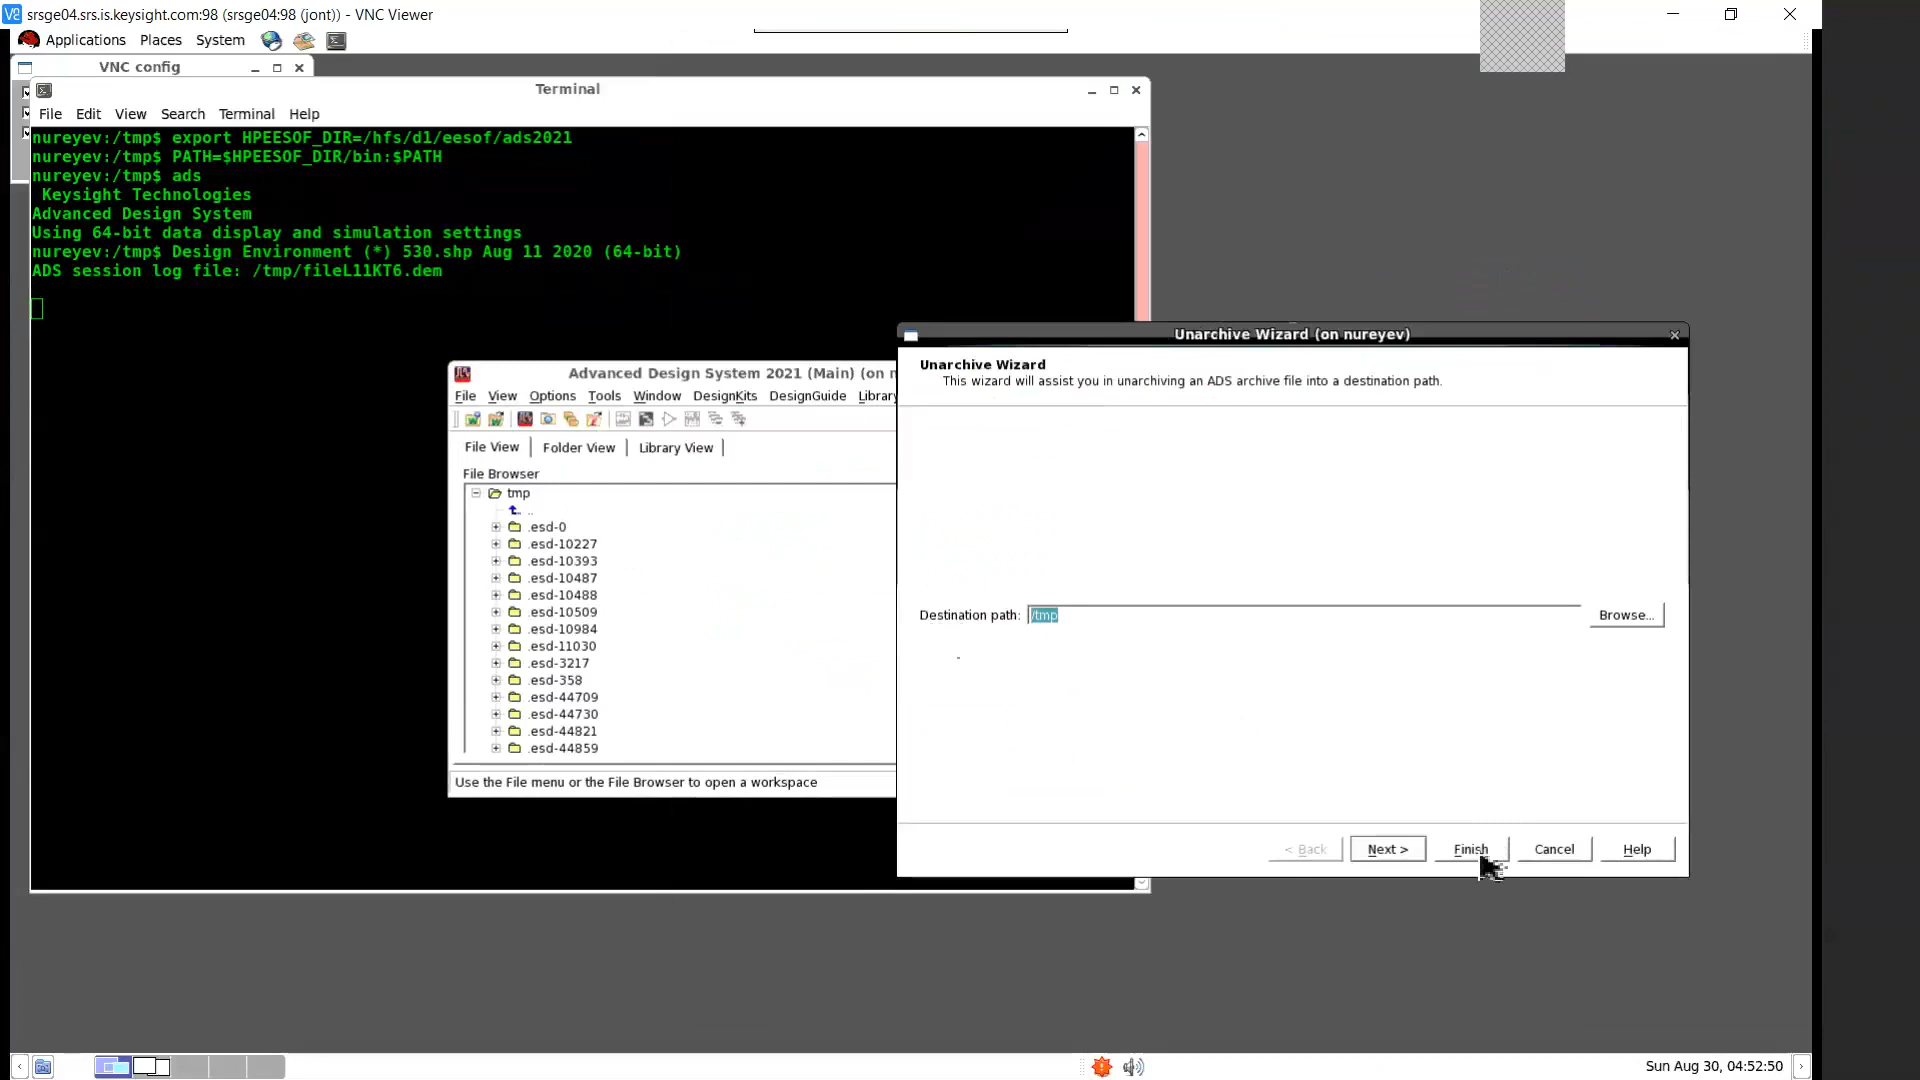 srsge04.srs.is.keysight.com:98 (srsge04:98 (jont)) - VNC Viewer
Applications Places System
VNC config
Terminal
File Edit View Search Terminal Help
nureyev:/tmp$ export HPEESOF_DIR=/hfs/d1/eesof/ads2021
nureyev:/tmp$ PATH=$HPEESOF_DIR/bin:$PATH
nureyev:/tmp$ ads
Keysight Technologies
Advanced Design System
Using 64-bit data display and simulation settings
nureyev:/tmp$ Design Environment (*) 530.shp Aug 11 2020 (64-bit)
ADS session log file: /tmp/fileL11KT6.dem
Advanced Design System 2021 (Main) (on n
File View Options Tools Window DesignKits DesignGuide Library
File View Folder View Library View
File Browser
tmp
..
.esd-0
.esd-10227
.esd-10393
.esd-10487
.esd-10488
.esd-10509
.esd-10984
.esd-11030
.esd-3217
.esd-358
.esd-44709
.esd-44730
.esd-44821
.esd-44859
Use the File menu or the File Browser to open a workspace
Unarchive Wizard (on nureyev)
Unarchive Wizard
This wizard will assist you in unarchiving an ADS archive file into a destination path.
Destination path: /tmp Browse...
< Back Next > Finish Cancel Help
Sun Aug 30, 04:52:50